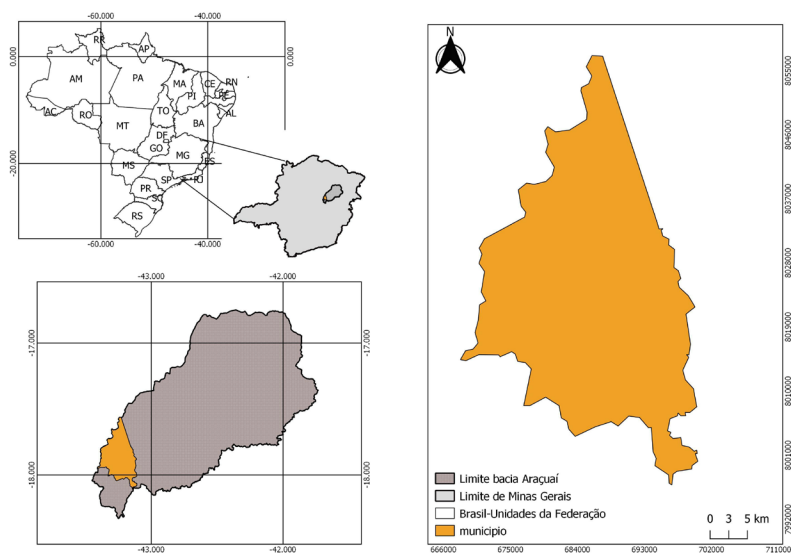 -60.000 -40.000
0.000 0.000
RR AP
AM PA MA CE RN
PI PE
AC RO TO AL
MT BA
DF
GO
MG
MS ES
SP RJ
PR
SC
RS
-20.000
-60.000 -40.000
-43.000 -42.000
-17.000 -17.000
-18.000 -18.000
-43.000 -42.000
N
8055000
8046000
8037000
8028000
8019000
8010000
8001000
7992000
Limite bacia Araçuaí
Limite de Minas Gerais
Brasil-Unidades da Federação
municipio
0 3 5 km
666000 675000 684000 693000 702000 711000